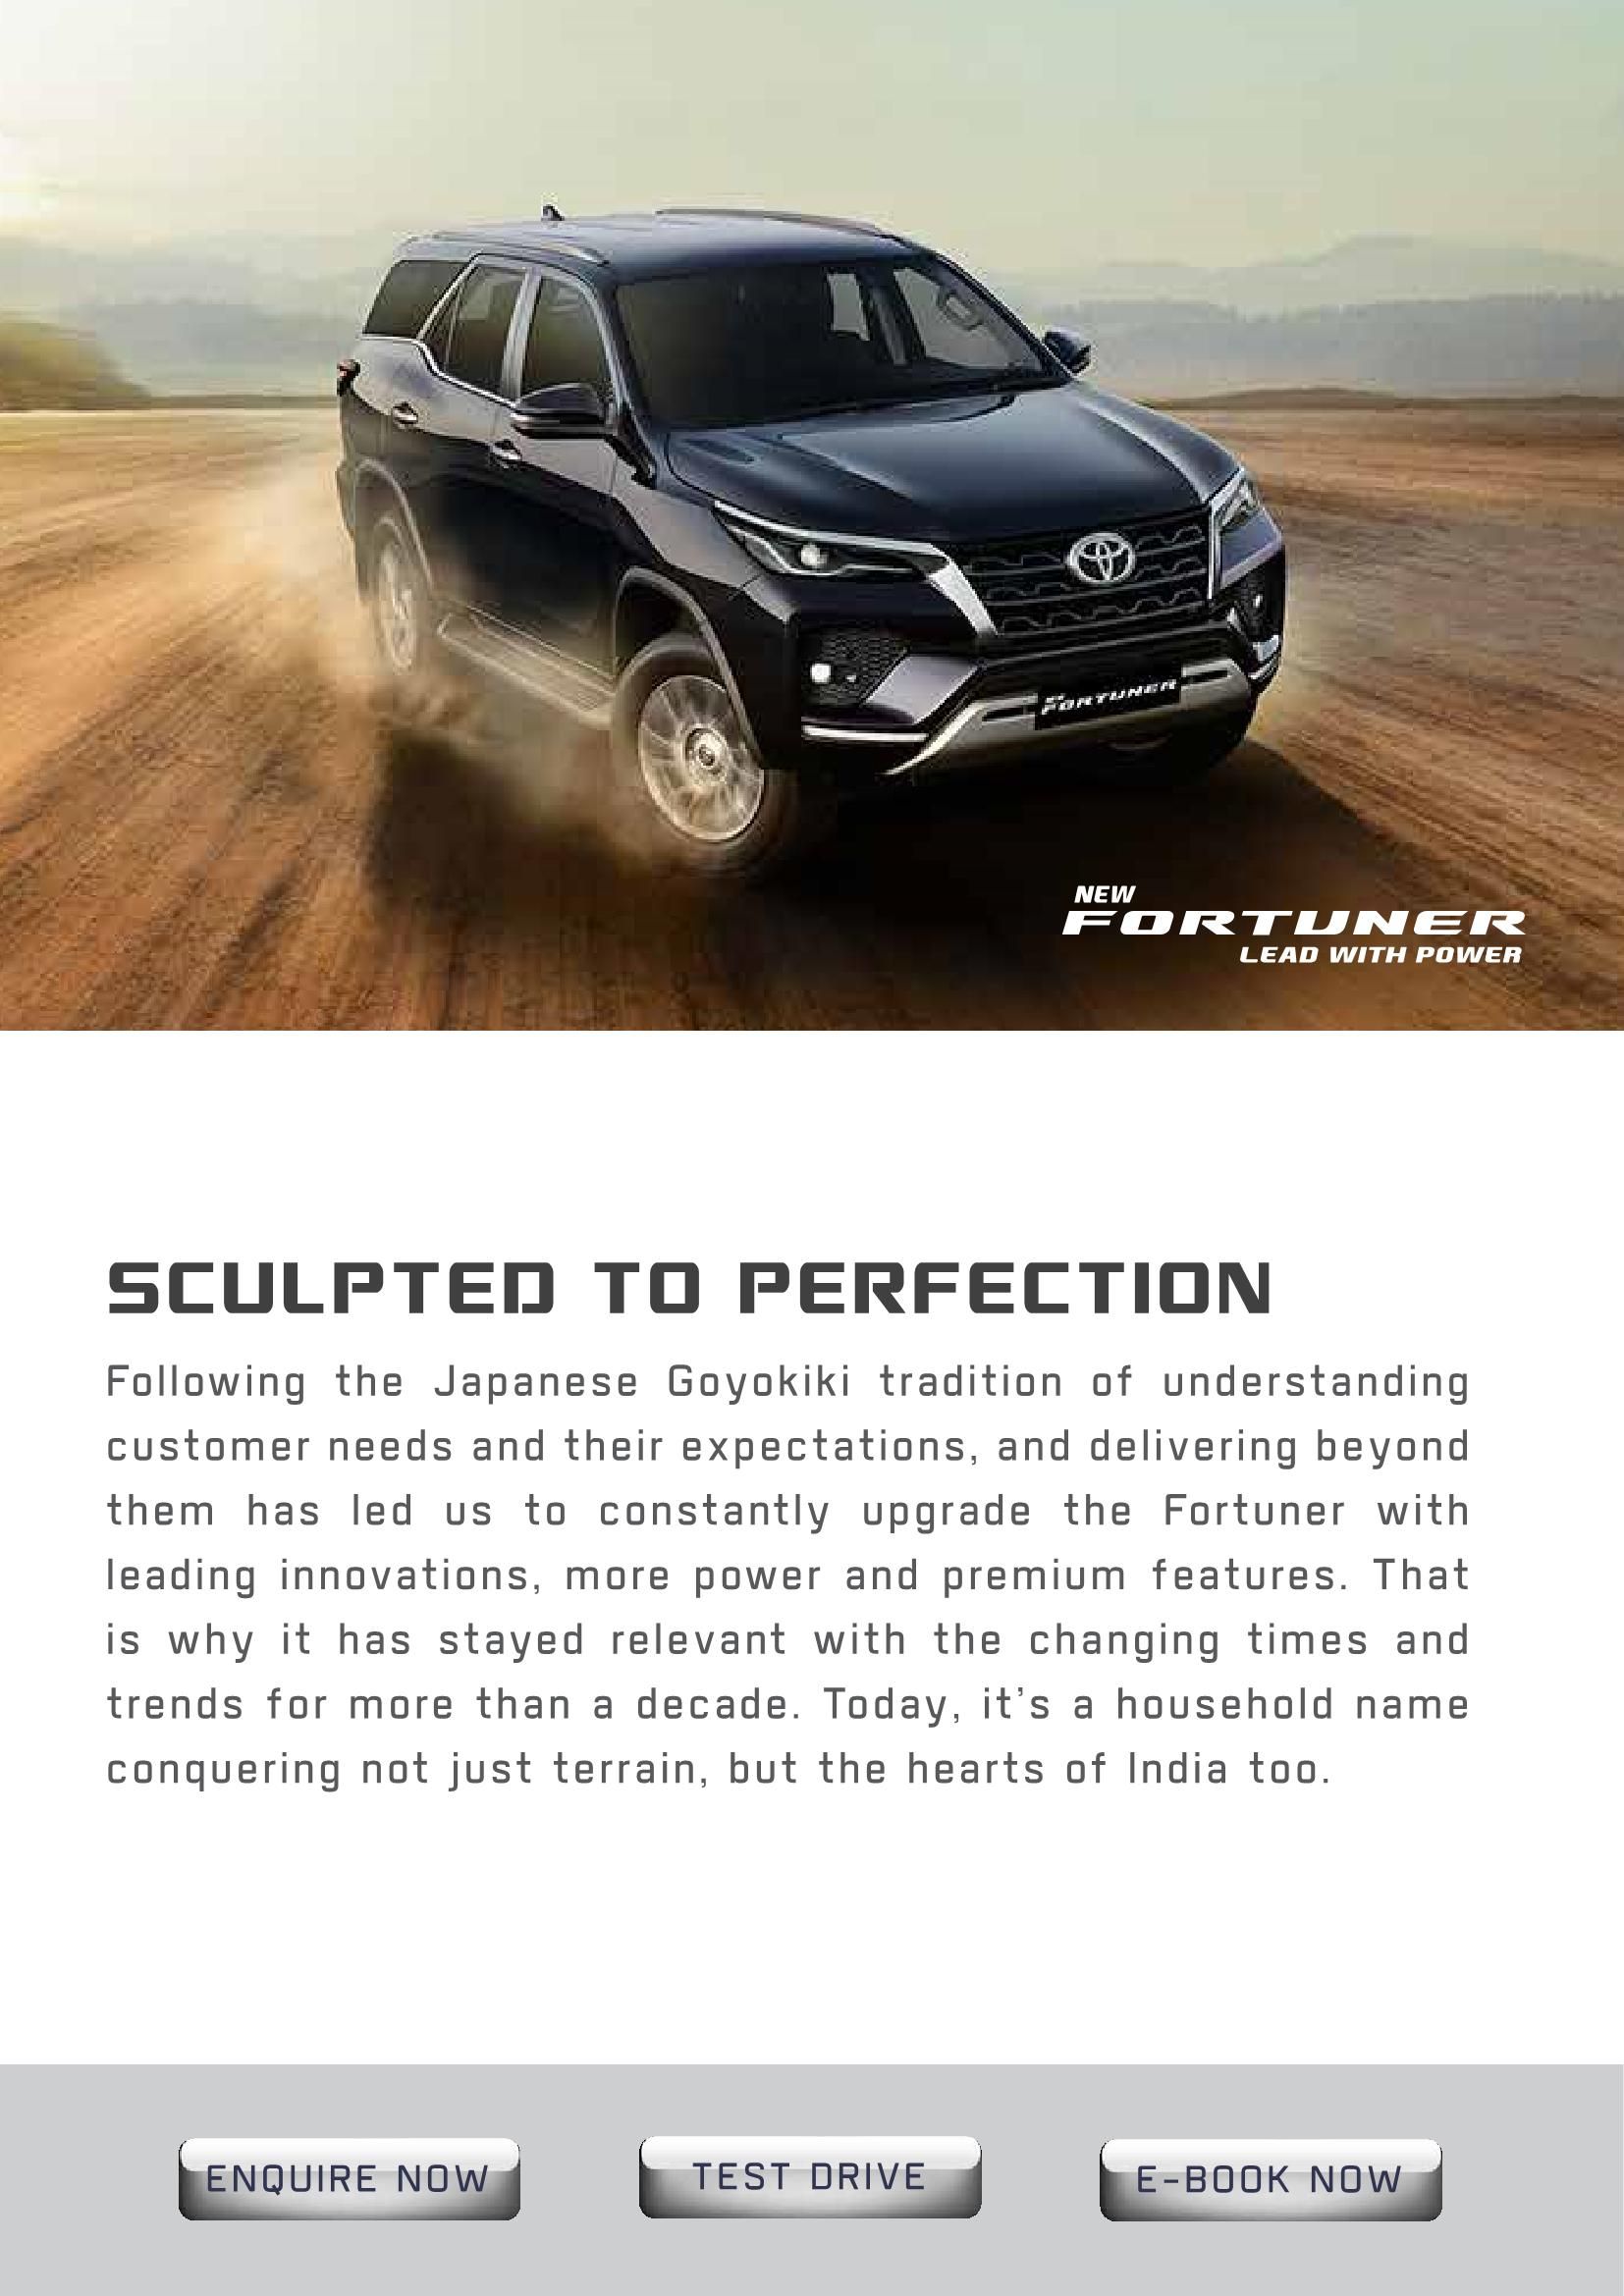 FORTUNER
NEW
FORTUNER
LEAD WITH POWER
SCULPTED TO PERFECTION
Following the Japanese Goyokiki tradition of understanding
customer needs and their expectations, and delivering beyond
them has led us to constantly upgrade the Fortuner with
leading innovations, more power and premium features. That
is why it has stayed relevant with the changing times and
trends for more than a decade. Today, it's a household name
conquering not just terrain, but the hearts of India too.
ENQUIRE NOW
TEST DRIVE
E-BOOK NOW